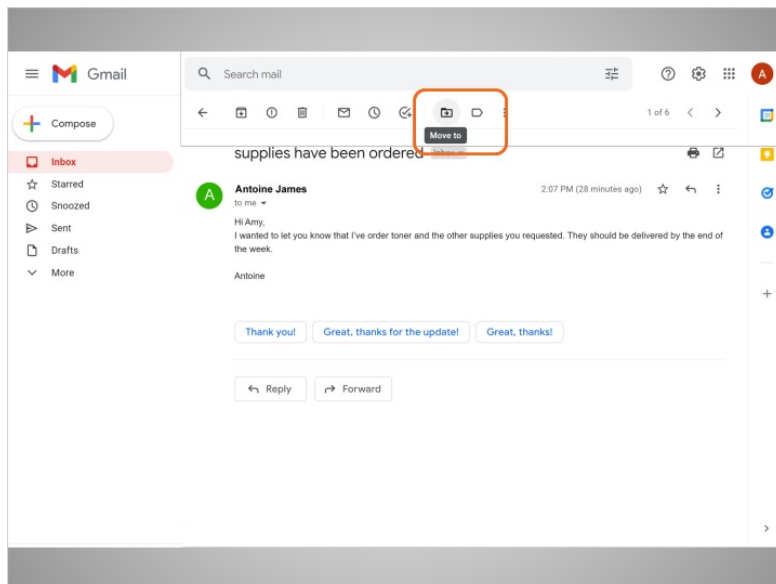 Gmail
Search mail
A
Compose
1 of 6
31
Move to
Inbox
supplies have been ordered
Starred
A
Antoine James
2:07 PM (28 minutes ago)
to me
Snoozed
Sent
Hi Amy,
I wanted to let you know that I've order toner and the other supplies you requested. They should be delivered by the end of
the week.
Drafts
More
Antoine
Thank you!
Great, thanks for the update!
Great, thanks!
Reply
Forward